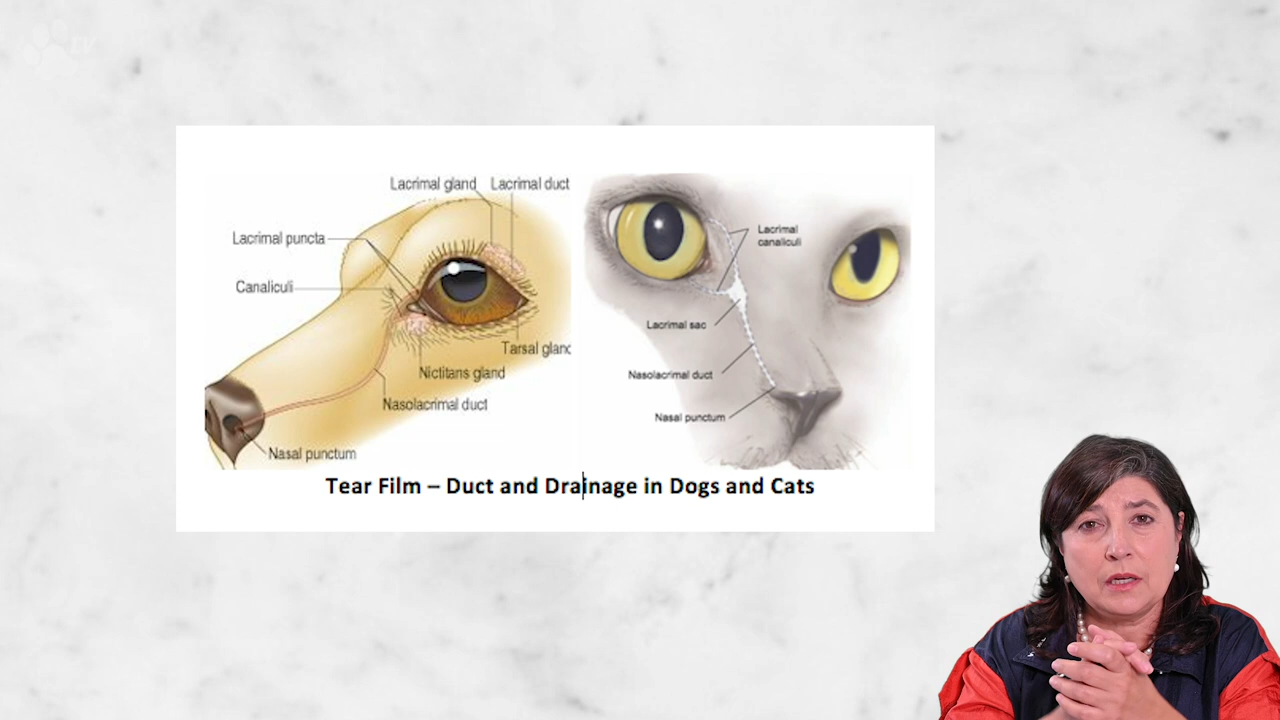 Lacrimal gland
Lacrimal duct
Lacrimal puncta
Canaliculi
Tarsal glanc
Nictitans gland
Nasolacrimal duct
Nasal punctum
Lacrimal
canaliculi
Lacrimal sac
Nasolacrimal duct
Nasal punctum
Tear Film – Duct and Drainage in Dogs and Cats